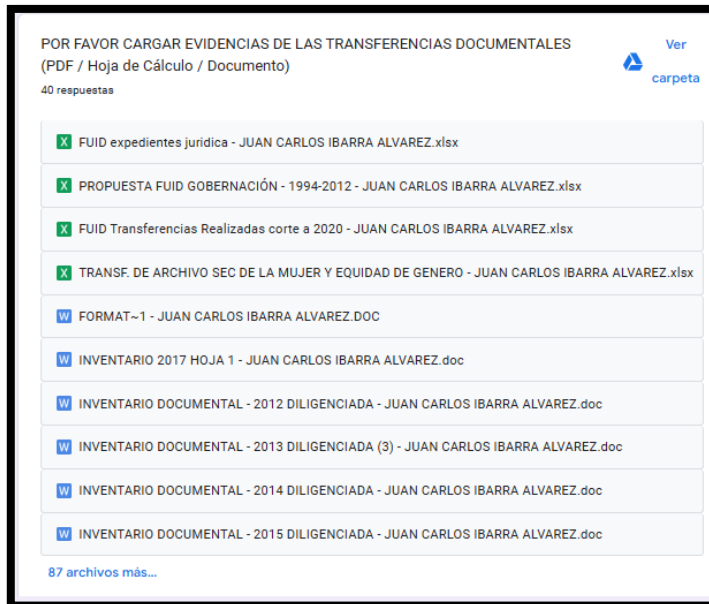 POR FAVOR CARGAR EVIDENCIAS DE LAS TRANSFERENCIAS DOCUMENTALES
(PDF / Hoja de Cálculo / Documento)
40 respuestas
Ver
carpeta
FUID expedientes juridica - JUAN CARLOS IBARRA ALVAREZ.xlsx
PROPUESTA FUID GOBERNACIÓN - 1994-2012 - JUAN CARLOS IBARRA ALVAREZ.xlsx
FUID Transferencias Realizadas corte a 2020 - JUAN CARLOS IBARRA ALVAREZ.xlsx
TRANSF. DE ARCHIVO SEC DE LA MUJER Y EQUIDAD DE GENERO - JUAN CARLOS IBARRA ALVAREZ.xlsx
FORMAT~1 - JUAN CARLOS IBARRA ALVAREZ.DOC
INVENTARIO 2017 HOJA 1 - JUAN CARLOS IBARRA ALVAREZ.doc
INVENTARIO DOCUMENTAL - 2012 DILIGENCIADA - JUAN CARLOS IBARRA ALVAREZ.doc
INVENTARIO DOCUMENTAL - 2013 DILIGENCIADA (3) - JUAN CARLOS IBARRA ALVAREZ.doc
INVENTARIO DOCUMENTAL - 2014 DILIGENCIADA - JUAN CARLOS IBARRA ALVAREZ.doc
INVENTARIO DOCUMENTAL - 2015 DILIGENCIADA - JUAN CARLOS IBARRA ALVAREZ.doc
87 archivos más...